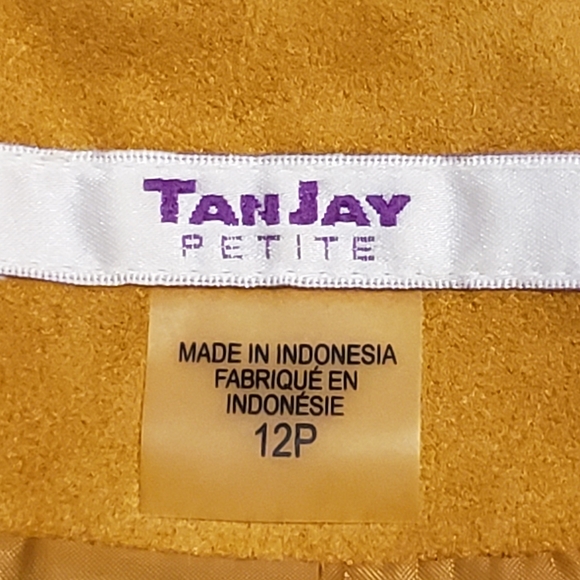 TANJAY
PETITE
MADE IN INDONESIA
FABRIQUÉ EN
INDONÉSIE
12P